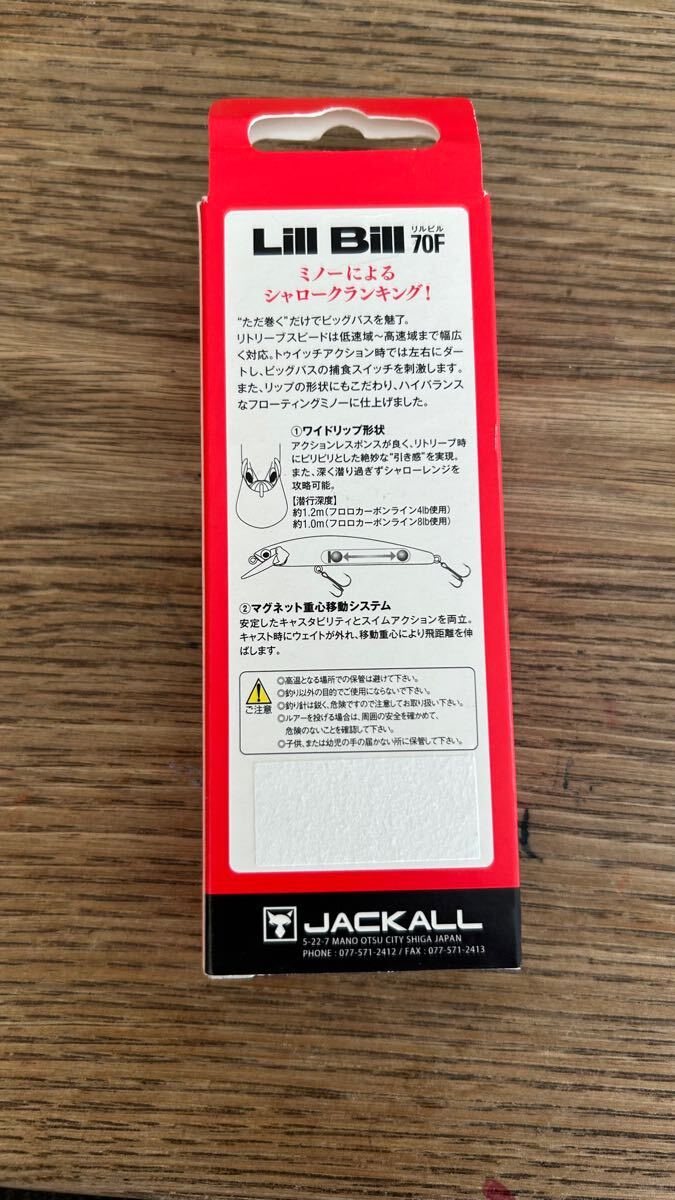 Lill Bill リルビル 70F
ミノーによる
シャロークランキング!
"ただ巻く"だけでビッグバスを魅了。
リトリーブスピードは低速域～高速域まで幅広
く対応。トゥイッチアクション時では左右にダー
トし、ビッグバスの捕食スイッチを刺激します。
また、リップの形状にもこだわり、ハイバランス
なフローティングミノーに仕上げました。
①ワイドリップ形状
アクションレスポンスが良く、リトリーブ時
にビリビリとした絶妙な"引き感"を実現。
また、深く潜り過ぎずシャローレンジを
攻略可能。
【潜行深度】
約1.2m(フロロカーボンライン4lb使用)
約1.0m(フロロカーボンライン8lb使用)
②マグネット重心移動システム
安定したキャスタビリティとスイムアクションを両立。
キャスト時にウェイトが外れ、移動重心により飛距離を伸
ばします。
ご注意
◎高温となる場所での保管は避けて下さい。
◎釣り以外の目的でご使用にならないで下さい。
◎釣り針は鋭く、危険ですので注意してお取り扱い下さい。
◎ルアーを投げる場合は、周囲の安全を確かめて、
危険のないことを確認して下さい。
◎子供、または幼児の手の届かない所に保管して下さい。
JACKALL
5-22-7 MANO OTSU CITY SHIGA JAPAN
PHONE : 077-571-2412 / FAX : 077-571-2413